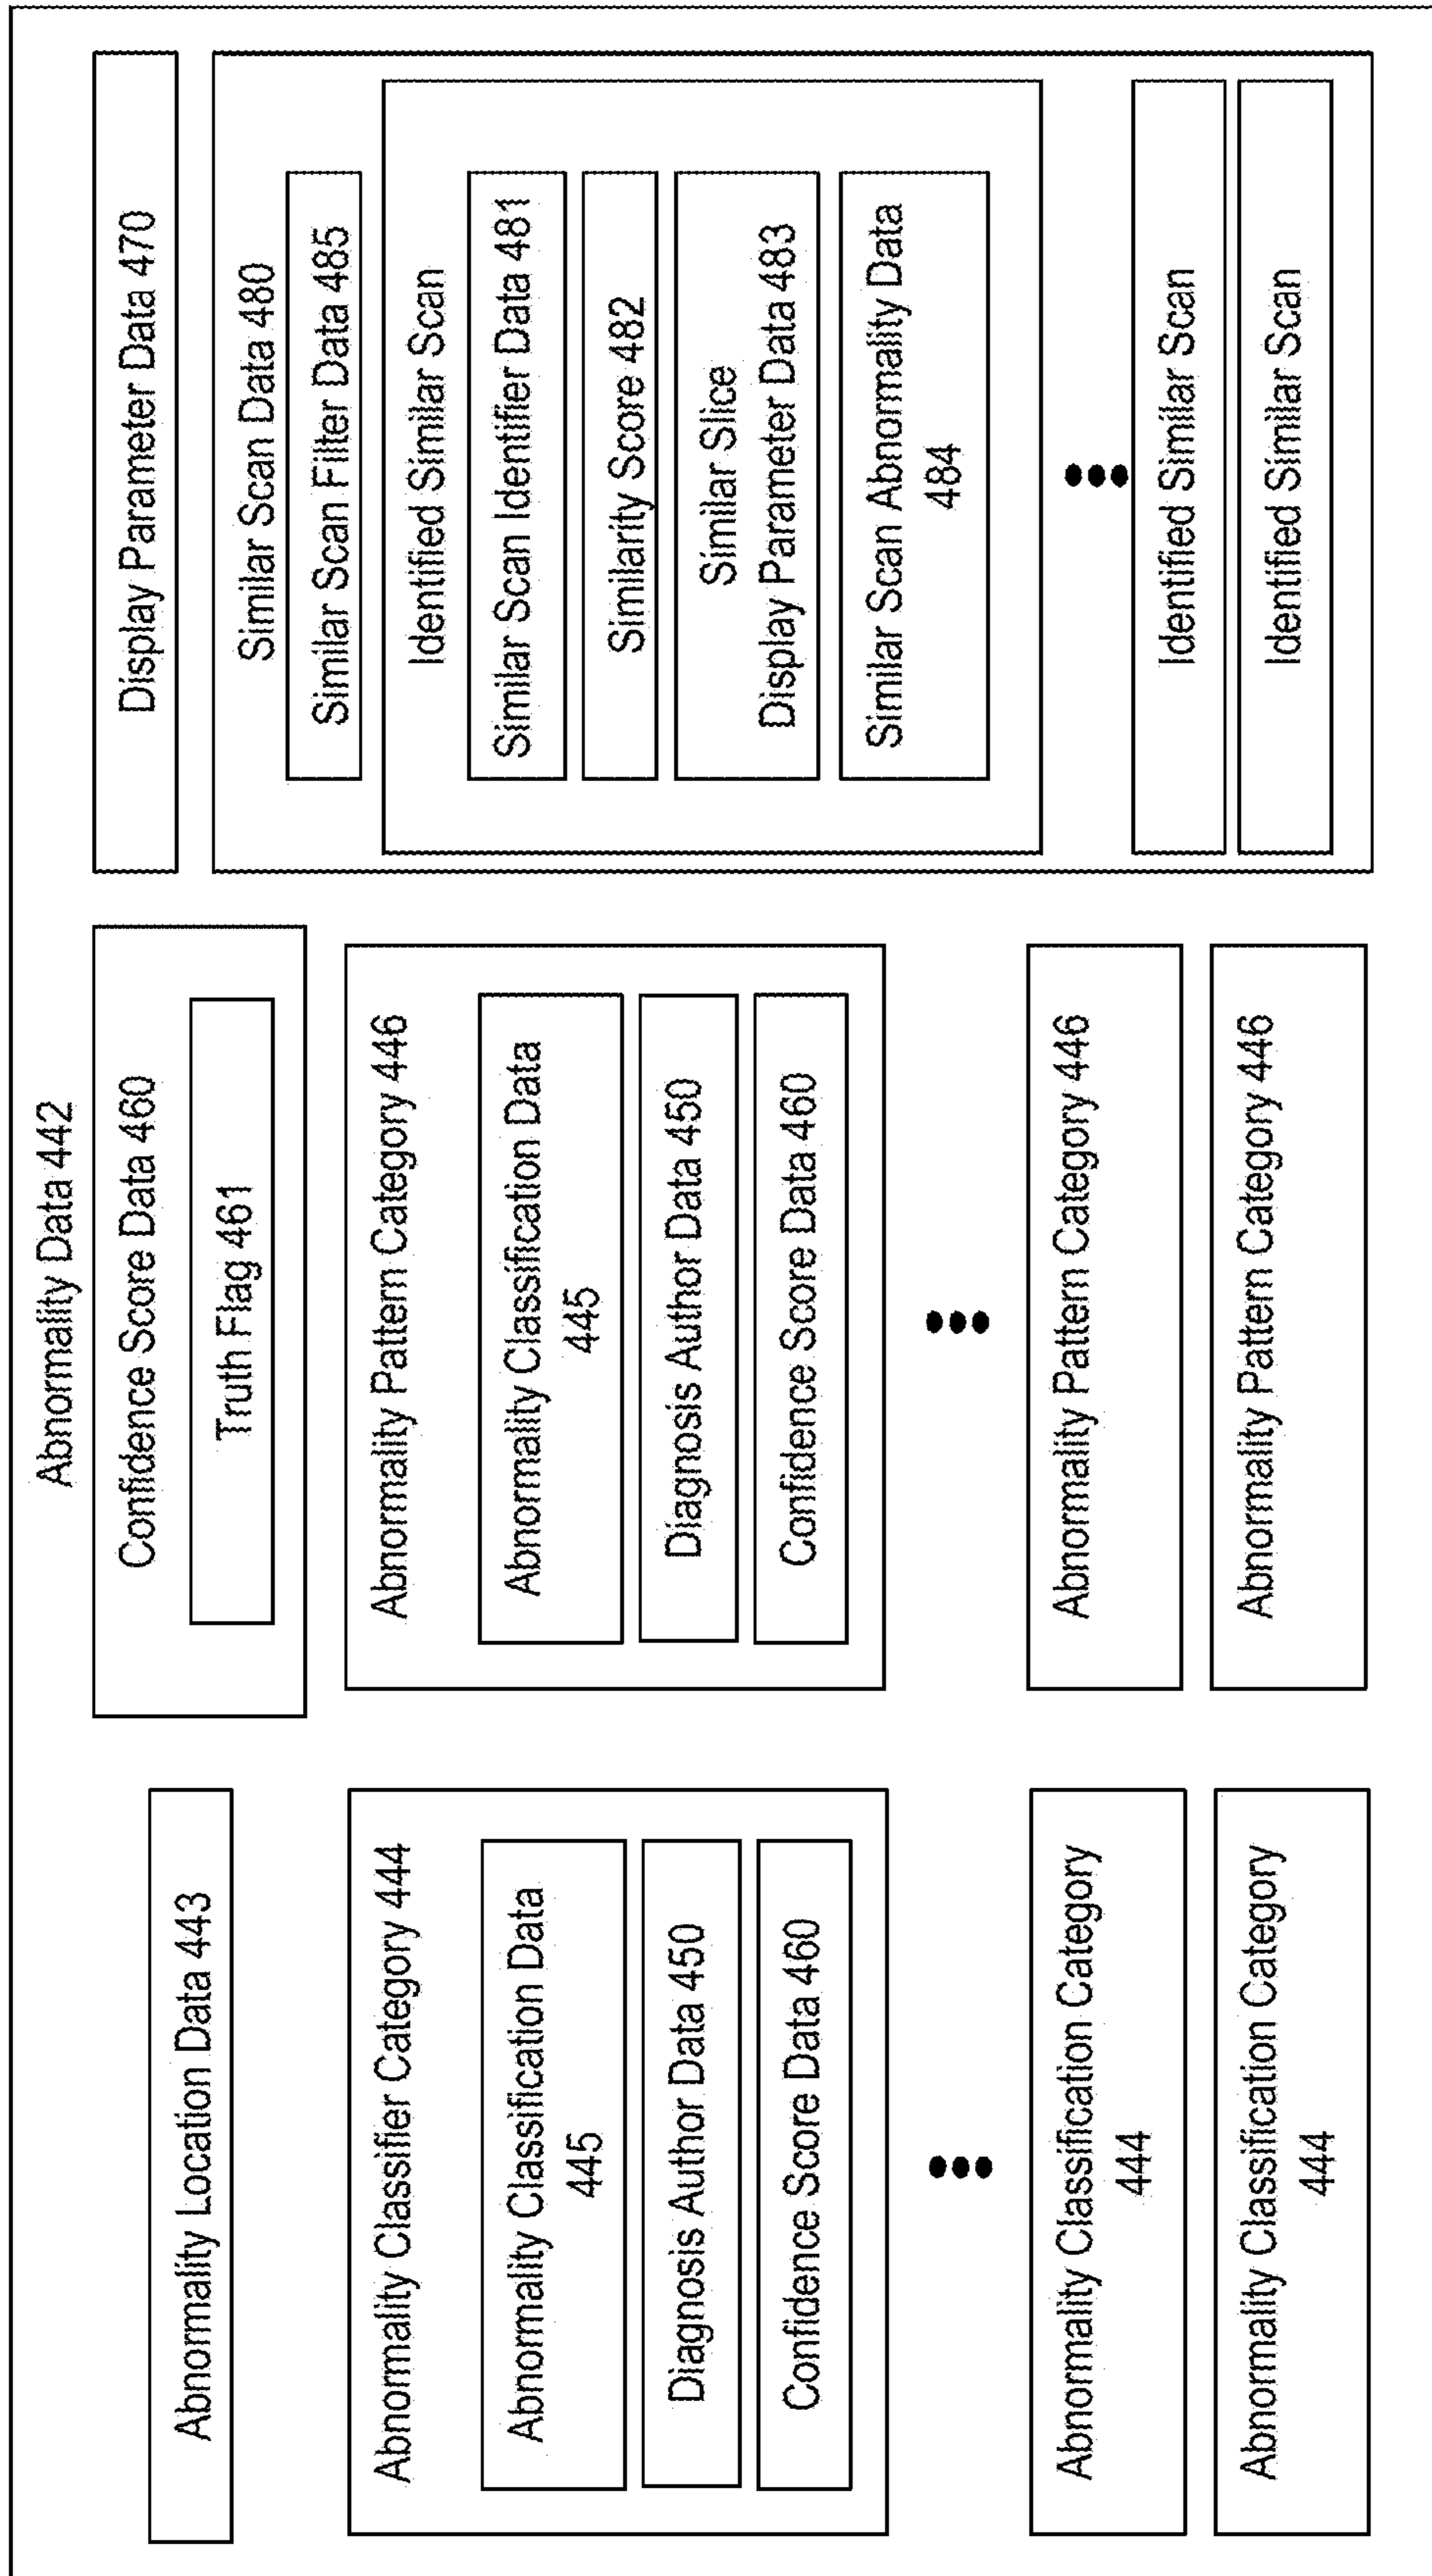 Abnormality Data 442
Abnormality Location Data 443
Abnormality Classifier Category 444
Abnormality Classification Data
445
Diagnosis Author Data 450
Confidence Score Data 460
Abnormality Classification Category
444
Abnormality Classification Category
444
Confidence Score Data 460
Truth Flag 461
Abnormality Pattern Category 446
Abnormality Classification Data
445
Diagnosis Author Data 450
Confidence Score Data 460
Abnormality Pattern Category 446
Abnormality Pattern Category 446
Display Parameter Data 470
Similar Scan Data 480
Similar Scan Filter Data 485
Identified Similar Scan
Similar Scan Identifier Data 481
Similarity Score 482
Similar Slice
Display Parameter Data 483
Similar Scan Abnormality Data
484
Identified Similar Scan
Identified Similar Scan